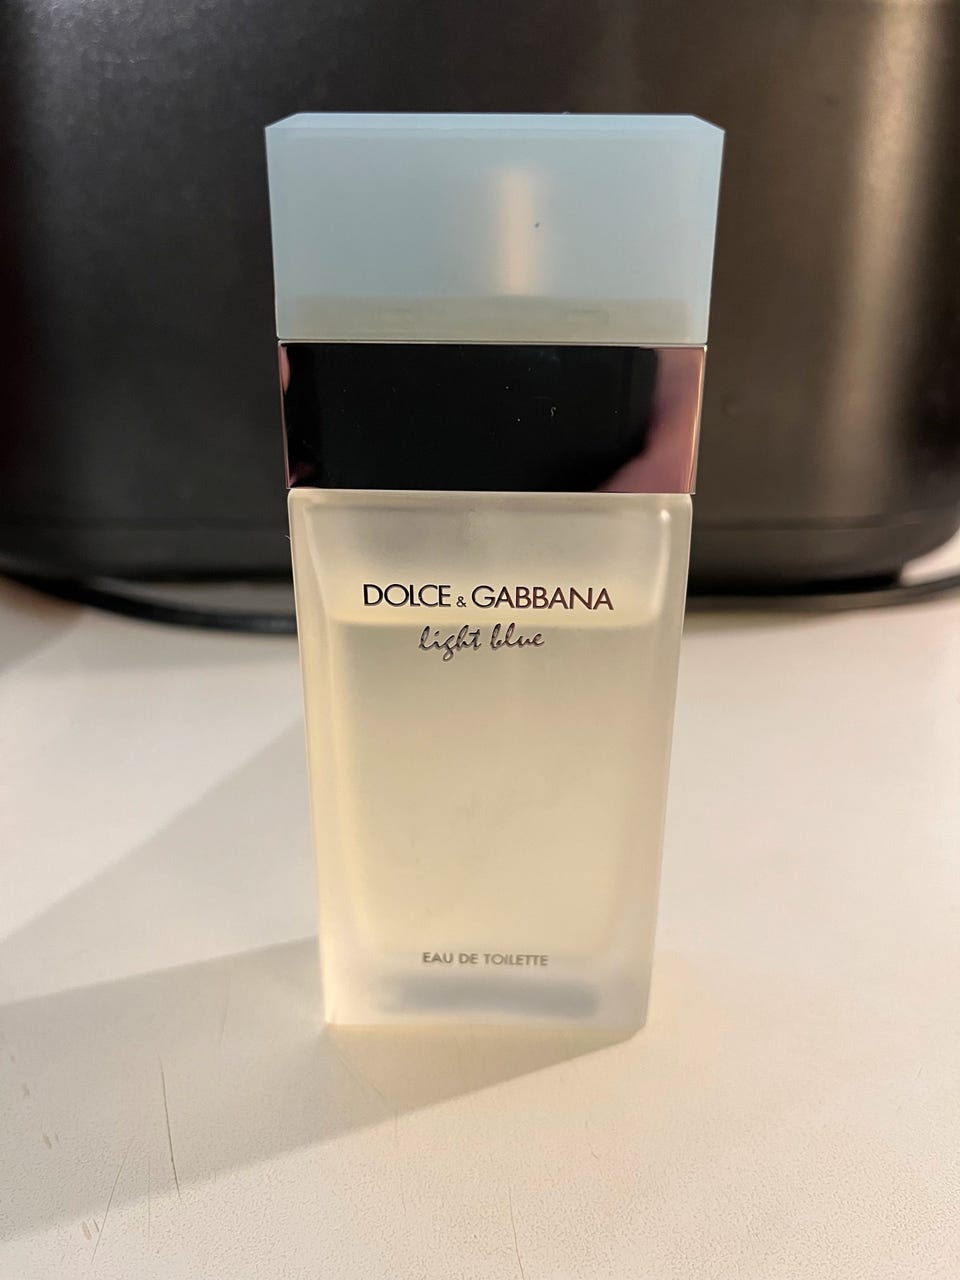 DOLCE & GABBANA
light blue
EAU DE TOILETTE